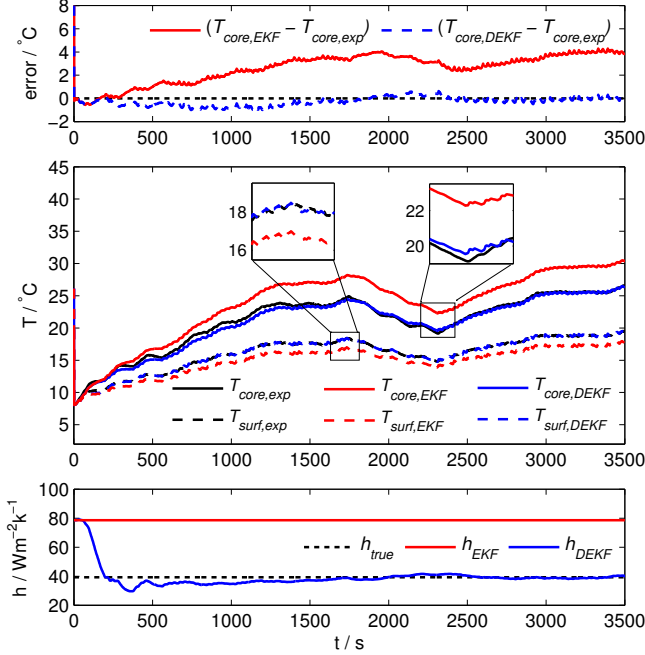 8
6
4
2
0
−2
error / °C
(T_core,EKF − T_core,exp) (T_core,DEKF − T_core,exp)
0 500 1000 1500 2000 2500 3000 3500
45
40
35
30
25
20
15
10
5
T / °C
18
16
22
20
T_core,exp T_core,EKF T_core,DEKF
T_surf,exp T_surf,EKF T_surf,DEKF
0 500 1000 1500 2000 2500 3000 3500
100
80
60
40
20
h / Wm⁻²k⁻¹
h_true h_EKF h_DEKF
0 500 1000 1500 2000 2500 3000 3500
t / s